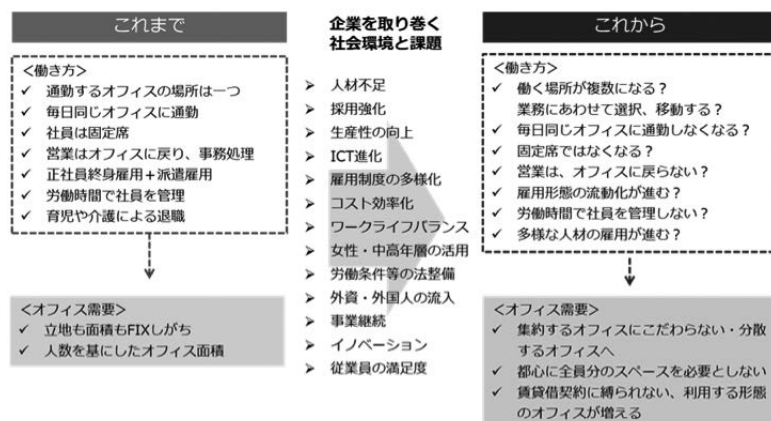 これまで
<働き方>
✓ 通勤するオフィスの場所は一つ
✓ 毎日同じオフィスに通勤
✓ 社員は固定席
✓ 営業はオフィスに戻り、事務処理
✓ 正社員終身雇用+派遣雇用
✓ 労働時間で社員を管理
✓ 育児や介護による退職
<オフィス需要>
✓ 立地も面積もFIXしがち
✓ 人数を基にしたオフィス面積
企業を取り巻く
社会環境と課題
➢ 人材不足
➢ 採用強化
➢ 生産性の向上
➢ ICT進化
➢ 雇用制度の多様化
➢ コスト効率化
➢ ワークライフバランス
➢ 女性・中高年層の活用
➢ 労働条件等の法整備
➢ 外資・外国人の流入
➢ 事業継続
➢ イノベーション
➢ 従業員の満足度
これから
<働き方>
✓ 働く場所が複数になる?
業務にあわせて選択、移動する?
✓ 毎日同じオフィスに通勤しなくなる?
✓ 固定席ではなくなる?
✓ 営業は、オフィスに戻らない?
✓ 雇用形態の流動化が進む?
✓ 労働時間で社員を管理しない?
✓ 多様な人材の雇用が進む?
<オフィス需要>
✓ 集約するオフィスにこだわらない・分散
するオフィスへ
✓ 都心に全員分のスペースを必要としない
✓ 賃貸借契約に縛られない、利用する形態
のオフィスが増える